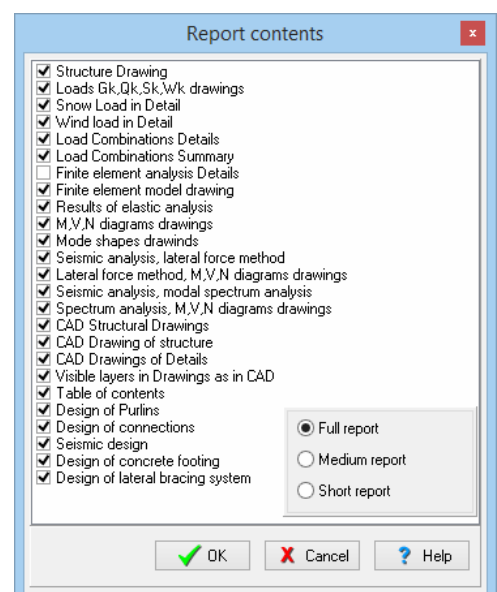 Report contents
x
Structure Drawing
Loads Gk,Qk,Sk,Wk drawings
Snow Load in Detail
Wind load in Detail
Load Combinations Details
Load Combinations Summary
Finite element analysis Details
Finite element model drawing
Results of elastic analysis
M,V,N diagrams drawings
Mode shapes drawinds
Seismic analysis, lateral force method
Lateral force method, M,V,N diagrams drawings
Seismic analysis, modal spectrum analysis
Spectrum analysis, M,V,N diagrams drawings
CAD Structural Drawings
CAD Drawing of structure
CAD Drawings of Details
Visible layers in Drawings as in CAD
Table of contents
Design of Purlins
Design of connections
Seismic design
Design of concrete footing
Design of lateral bracing system
Full report
Medium report
Short report
OK
X Cancel
? Help